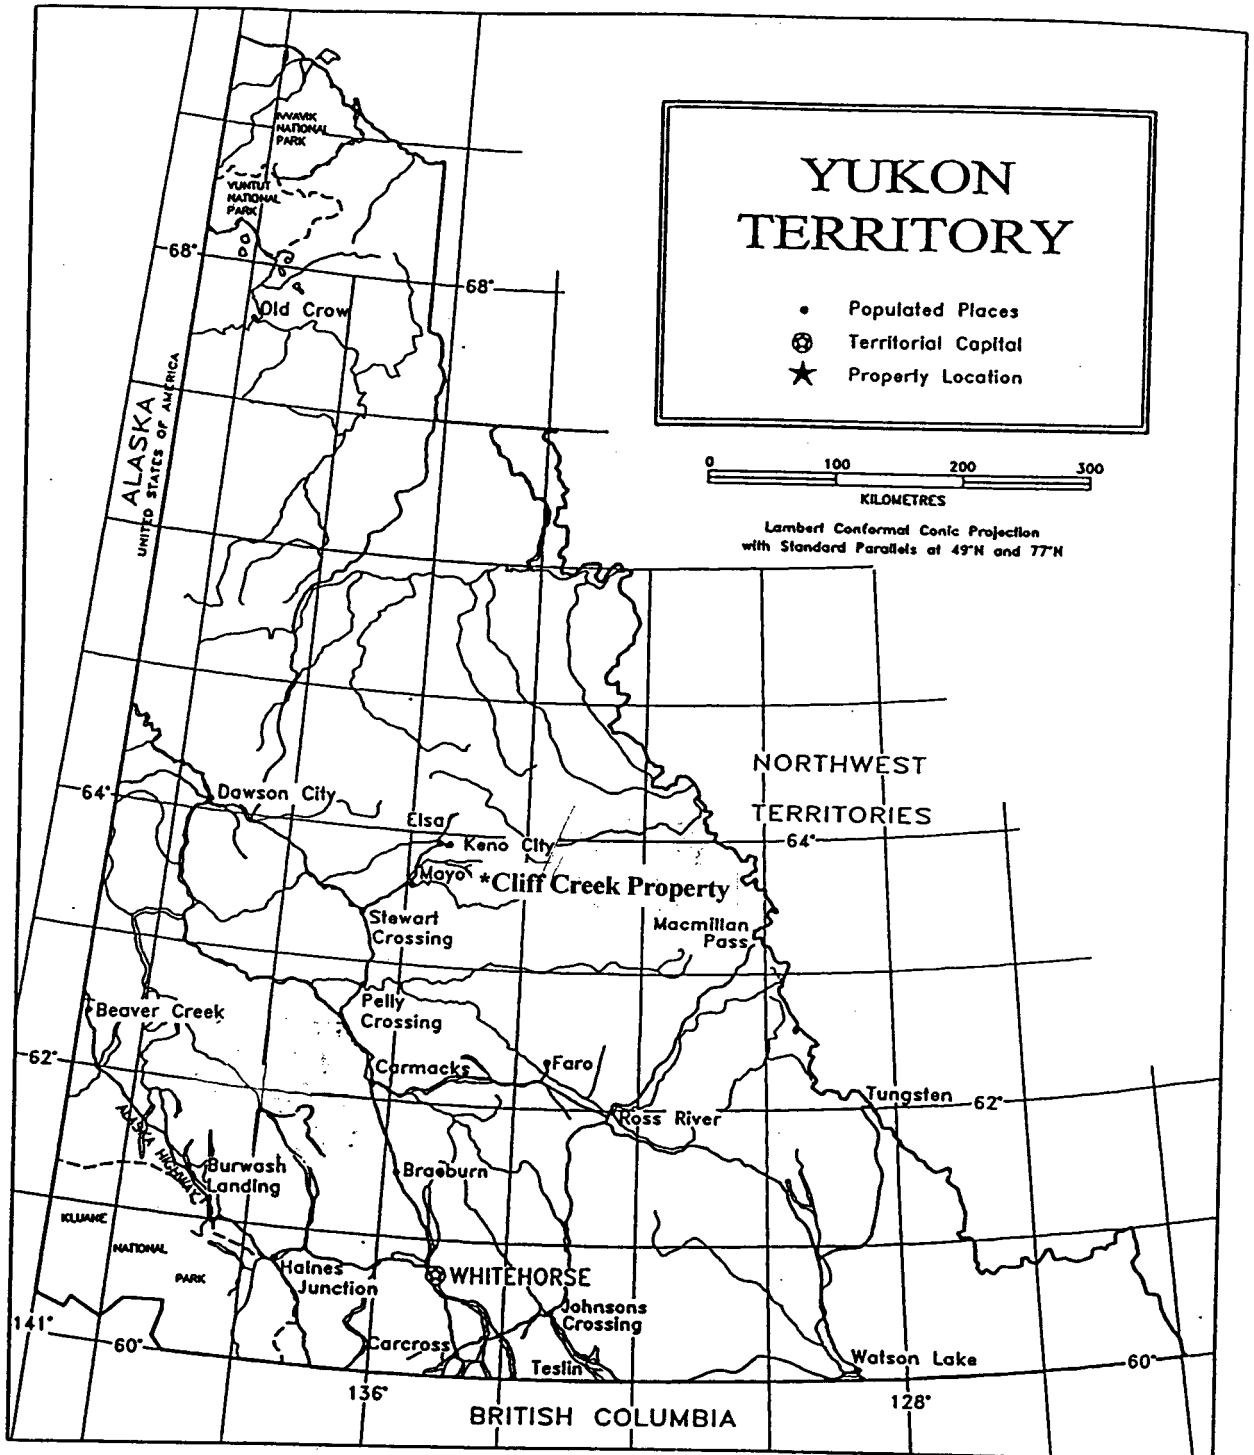 YUKON
TERRITORY
Populated Places
Territorial Capital
Property Location
0 100 200 300
KILOMETRES
Lambert Conformal Conic Projection
with Standard Parallels at 49°N and 77°N
IVVAVIK
NATIONAL
PARK
VUNTUT
NATIONAL
PARK
68°
68°
Old Crow
ALASKA
UNITED STATES OF AMERICA
NORTHWEST
TERRITORIES
64°
Dawson City
64°
Elsa
Keno City
Mayo
*Cliff Creek Property
Stewart
Crossing
Macmillan
Pass
Beaver Creek
Pelly
Crossing
62°
Carmacks
Faro
Tungsten
62°
Ross River
ALASKA HIGHWAY
Burwash
Landing
Braeburn
KLUANE
NATIONAL
PARK
Haines
Junction
WHITEHORSE
Johnsons
Crossing
141°
60°
Carcross
Teslin
Watson Lake
60°
136°
128°
BRITISH COLUMBIA